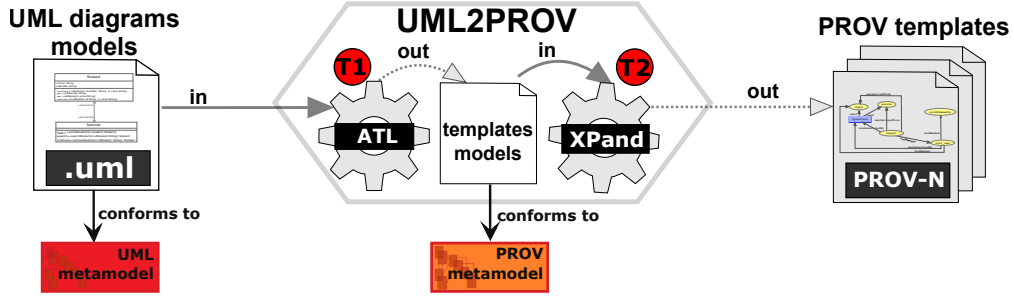 UML diagrams
models
UML2PROV
PROV templates
T1
out
in
T2
in
out
ATL
templates
models
XPand
.uml
PROV-N
conforms to
conforms to
UML
metamodel
PROV
metamodel